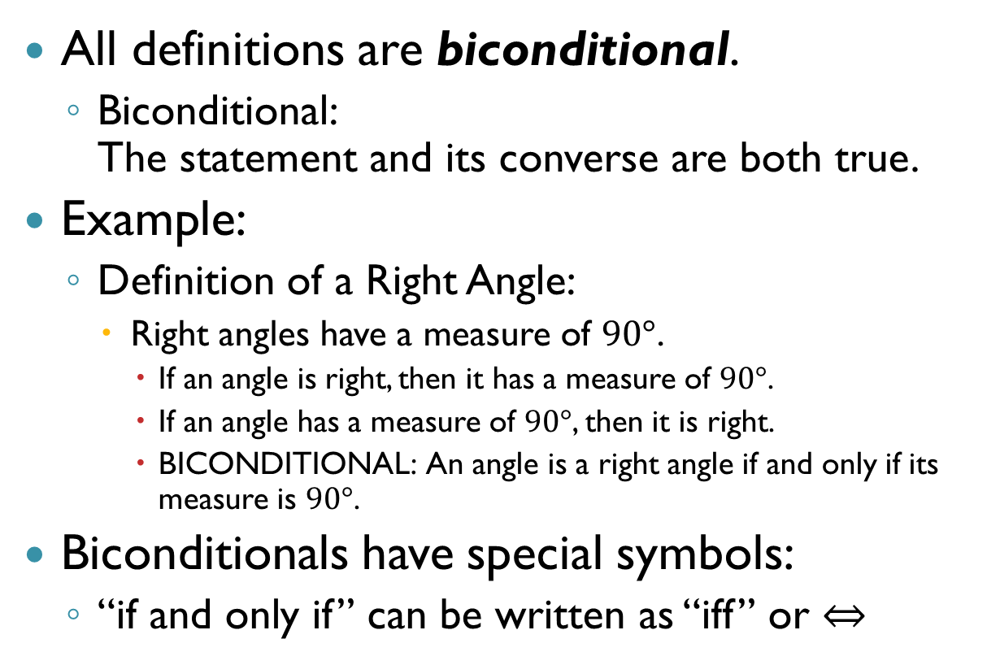 • All definitions are biconditional.
◦ Biconditional:
The statement and its converse are both true.
• Example:
◦ Definition of a Right Angle:
• Right angles have a measure of 90°.
• If an angle is right, then it has a measure of 90°.
• If an angle has a measure of 90°, then it is right.
• BICONDITIONAL: An angle is a right angle if and only if its
measure is 90°.
• Biconditionals have special symbols:
◦ “if and only if” can be written as “iff” or ⇔